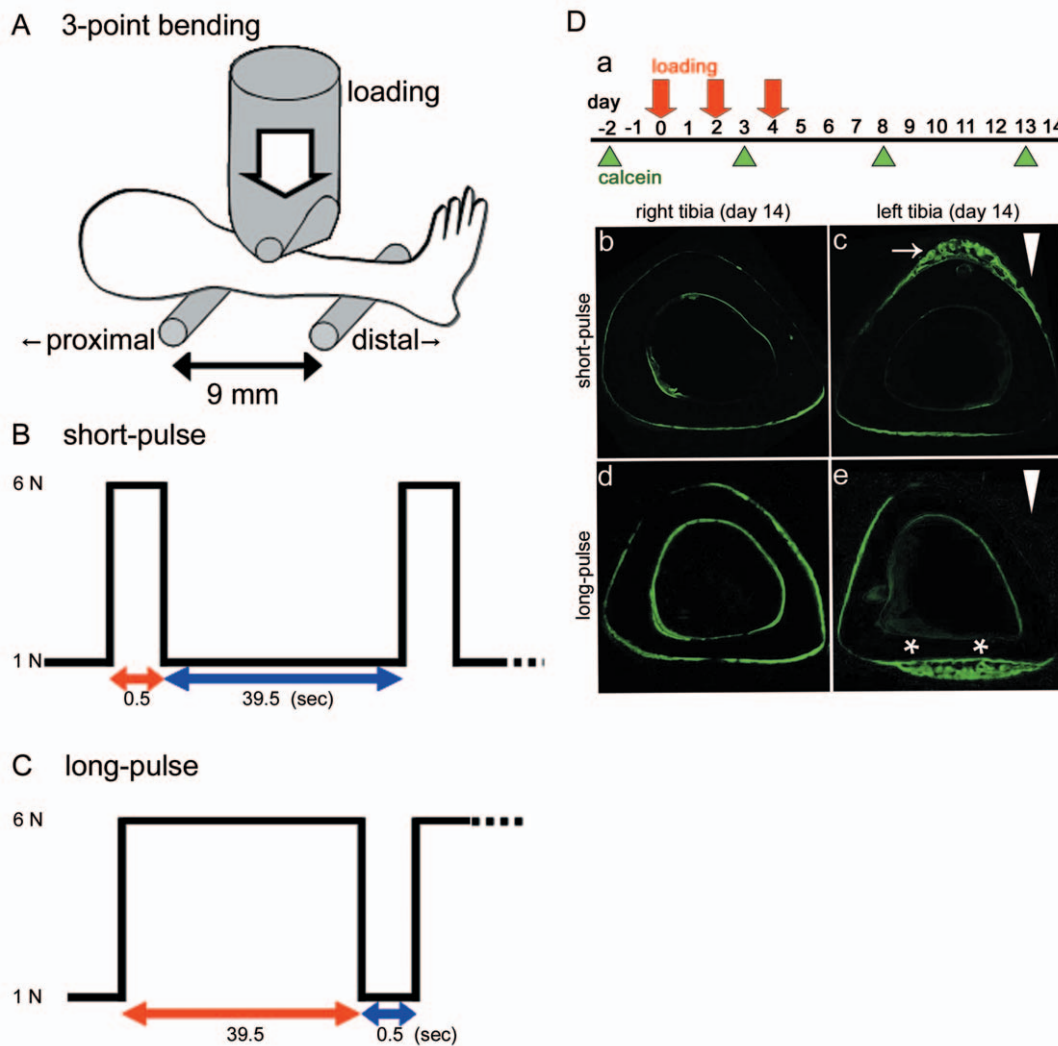 A 3-point bending
loading
←proximal
distal→
9 mm
B short-pulse
6 N
1 N
0.5
39.5 (sec)
C long-pulse
6 N
1 N
39.5
0.5 (sec)
D
a
loading
day
-2 -1 0 1 2 3 4 5 6 7 8 9 10 11 12 13 14
calcein
right tibia (day 14)
left tibia (day 14)
short-pulse
b
c
long-pulse
d
e
* *